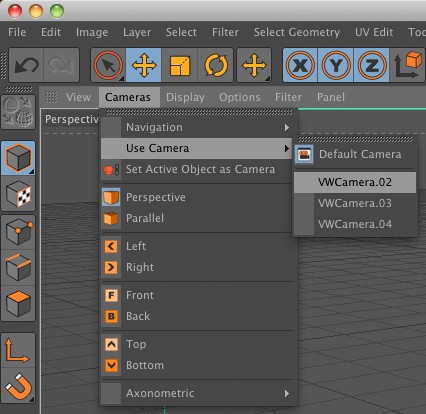 File Edit Image Layer Select Filter Select Geometry UV Edit Too
X Y Z
View Cameras Display Options Filter Panel
Perspectiv
Navigation
Use Camera
Default Camera
Set Active Object as Camera
VWCamera.02
Perspective
VWCamera.03
Parallel
VWCamera.04
Left
Right
F Front
B Back
Top
Bottom
Axonometric